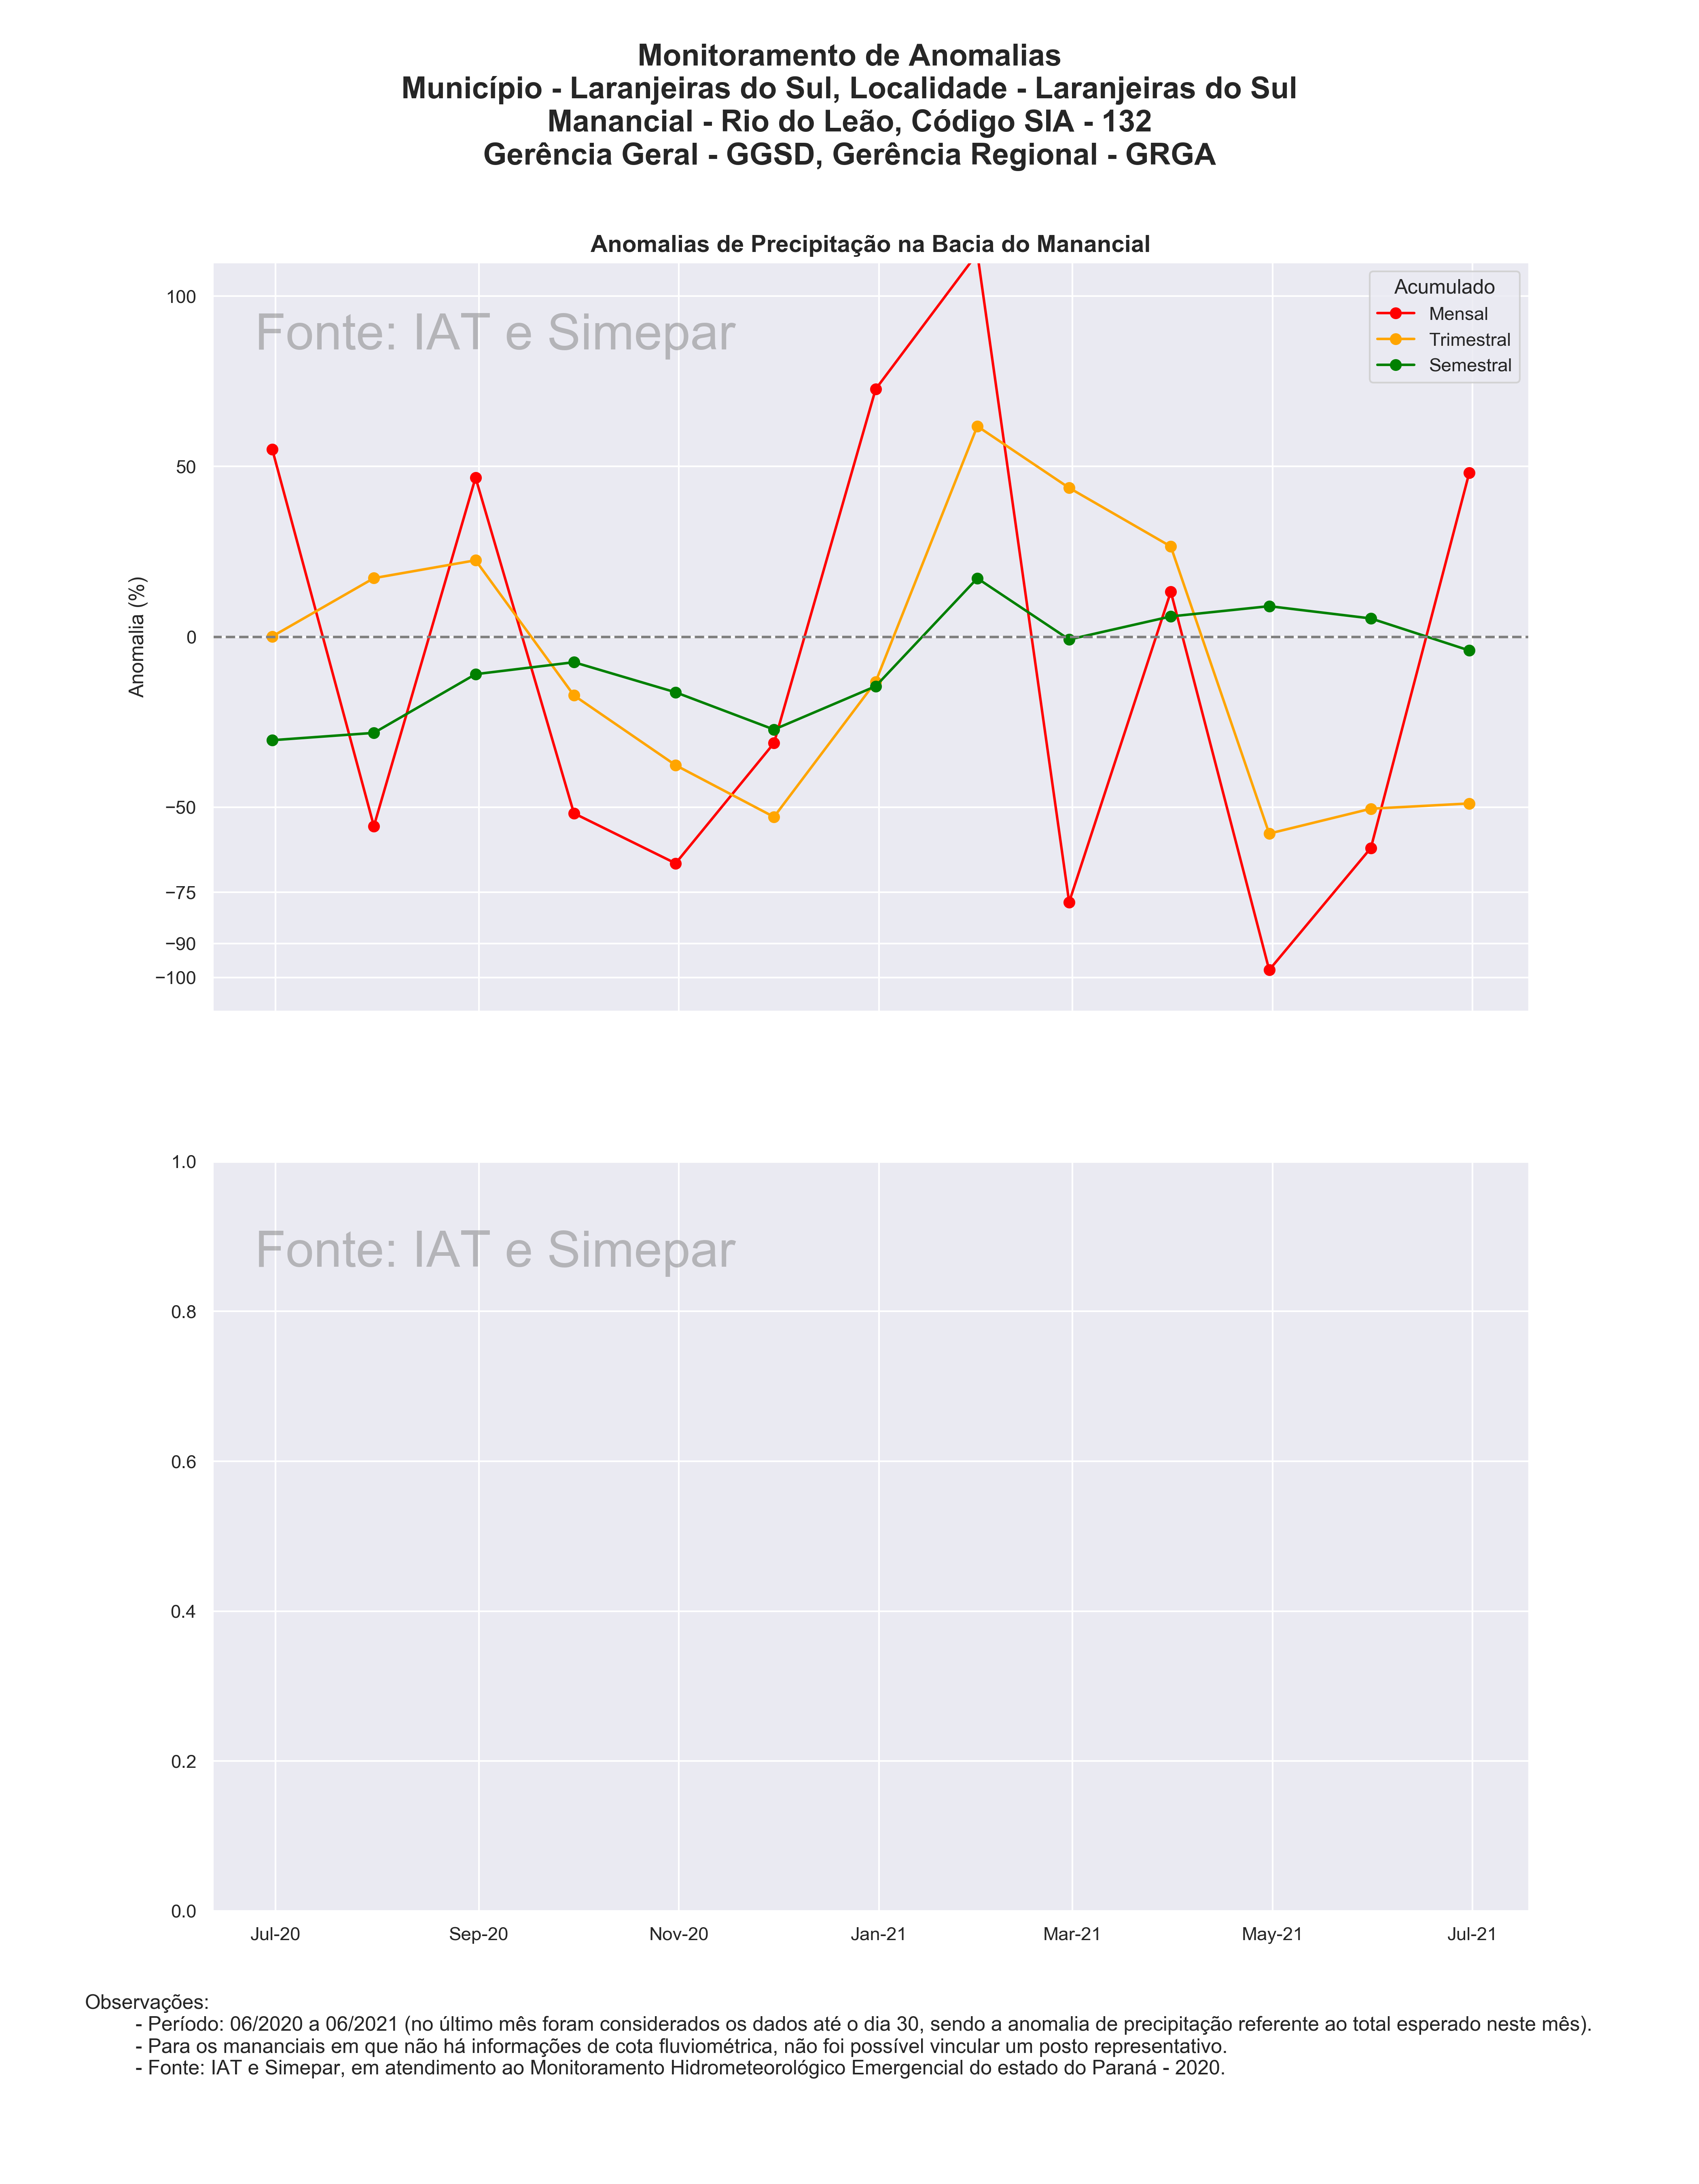 Monitoramento de Anomalias
Município - Laranjeiras do Sul, Localidade - Laranjeiras do Sul
Manancial - Rio do Leão, Código SIA - 132
Gerência Geral - GGSD, Gerência Regional - GRGA
Anomalias de Precipitação na Bacia do Manancial
Fonte: IAT e Simepar
Acumulado
Mensal
Trimestral
Semestral
Anomalia (%)
100
50
0
−50
−75
−90
−100
Fonte: IAT e Simepar
1.0
0.8
0.6
0.4
0.2
0.0
Jul-20 Sep-20 Nov-20 Jan-21 Mar-21 May-21 Jul-21
Observações:
- Período: 06/2020 a 06/2021 (no último mês foram considerados os dados até o dia 30, sendo a anomalia de precipitação referente ao total esperado neste mês).
- Para os mananciais em que não há informações de cota fluviométrica, não foi possível vincular um posto representativo.
- Fonte: IAT e Simepar, em atendimento ao Monitoramento Hidrometeorológico Emergencial do estado do Paraná - 2020.